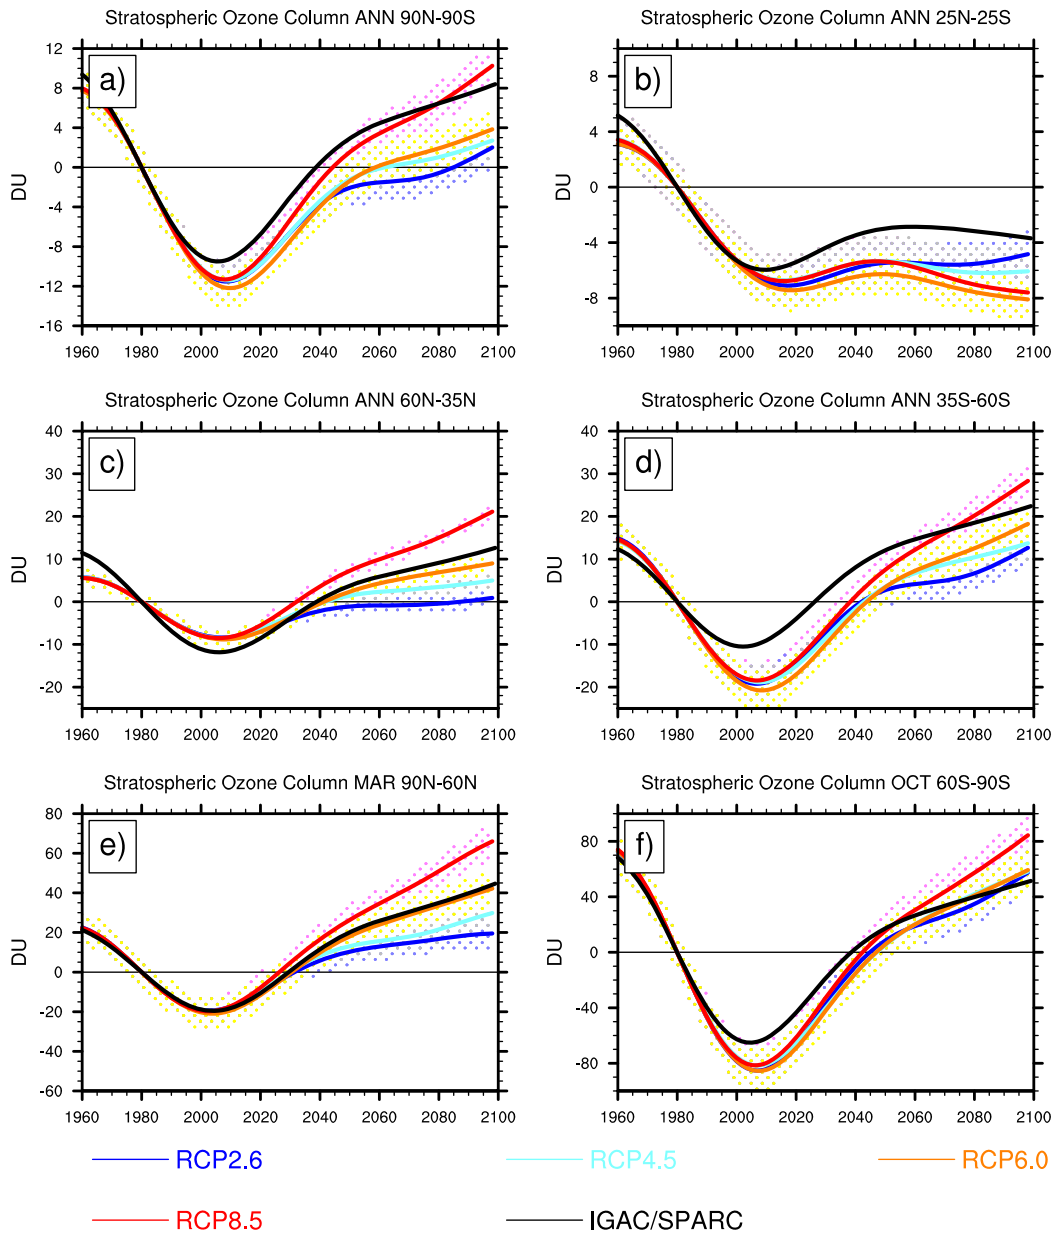 Stratospheric Ozone Column ANN 90N-90S
Stratospheric Ozone Column ANN 25N-25S
12
8
4
0
-4
-8
-12
-16
DU
a)
1960 1980 2000 2020 2040 2060 2080 2100
8
4
0
-4
-8
DU
b)
1960 1980 2000 2020 2040 2060 2080 2100
Stratospheric Ozone Column ANN 60N-35N
Stratospheric Ozone Column ANN 35S-60S
40
30
20
10
0
-10
-20
DU
c)
1960 1980 2000 2020 2040 2060 2080 2100
40
30
20
10
0
-10
-20
DU
d)
1960 1980 2000 2020 2040 2060 2080 2100
Stratospheric Ozone Column MAR 90N-60N
Stratospheric Ozone Column OCT 60S-90S
80
60
40
20
0
-20
-40
-60
DU
e)
1960 1980 2000 2020 2040 2060 2080 2100
80
40
0
-40
-80
DU
f)
1960 1980 2000 2020 2040 2060 2080 2100
RCP2.6 RCP4.5 RCP6.0
RCP8.5 IGAC/SPARC